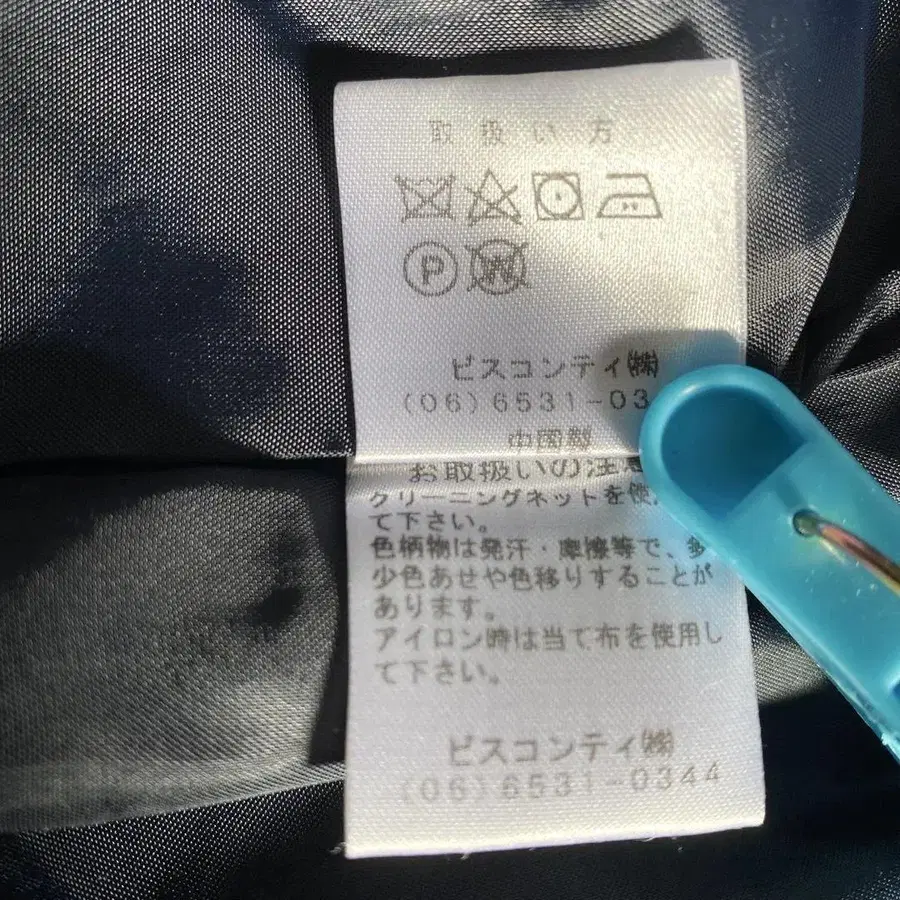 取扱い方
P W
ビスコンティ㈱
(06)6531-03
中国製
お取扱いの注意
クリーニングネットを使
て下さい。
色柄物は発汗・摩擦等で、多
少色あせや色移りすることが
あります。
アイロン時は当て布を使用し
て下さい。
ビスコンティ㈱
(06)6531-0344